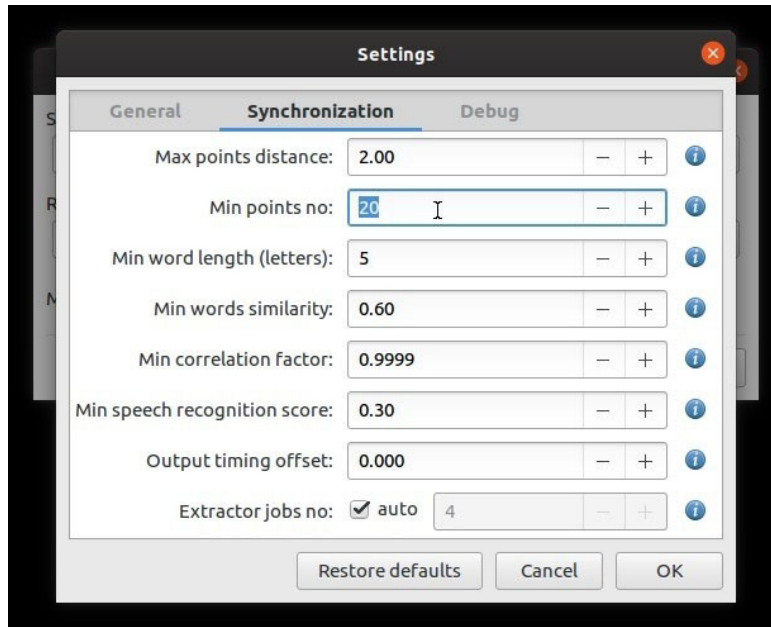 Settings
General Synchronization Debug
Max points distance: 2.00 − +
Min points no: 20 − +
Min word length (letters): 5 − +
Min words similarity: 0.60 − +
Min correlation factor: 0.9999 − +
Min speech recognition score: 0.30 − +
Output timing offset: 0.000 − +
Extractor jobs no: auto 4 − +
Restore defaults Cancel OK